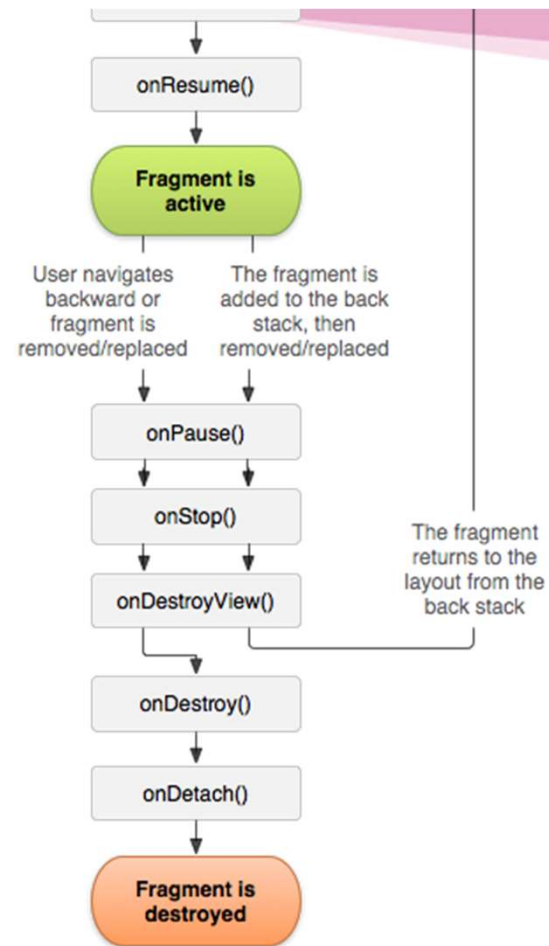 onResume()
Fragment is
active
User navigates
backward or
fragment is
removed/replaced
The fragment is
added to the back
stack, then
removed/replaced
onPause()
onStop()
The fragment
returns to the
layout from the
back stack
onDestroyView()
onDestroy()
onDetach()
Fragment is
destroyed